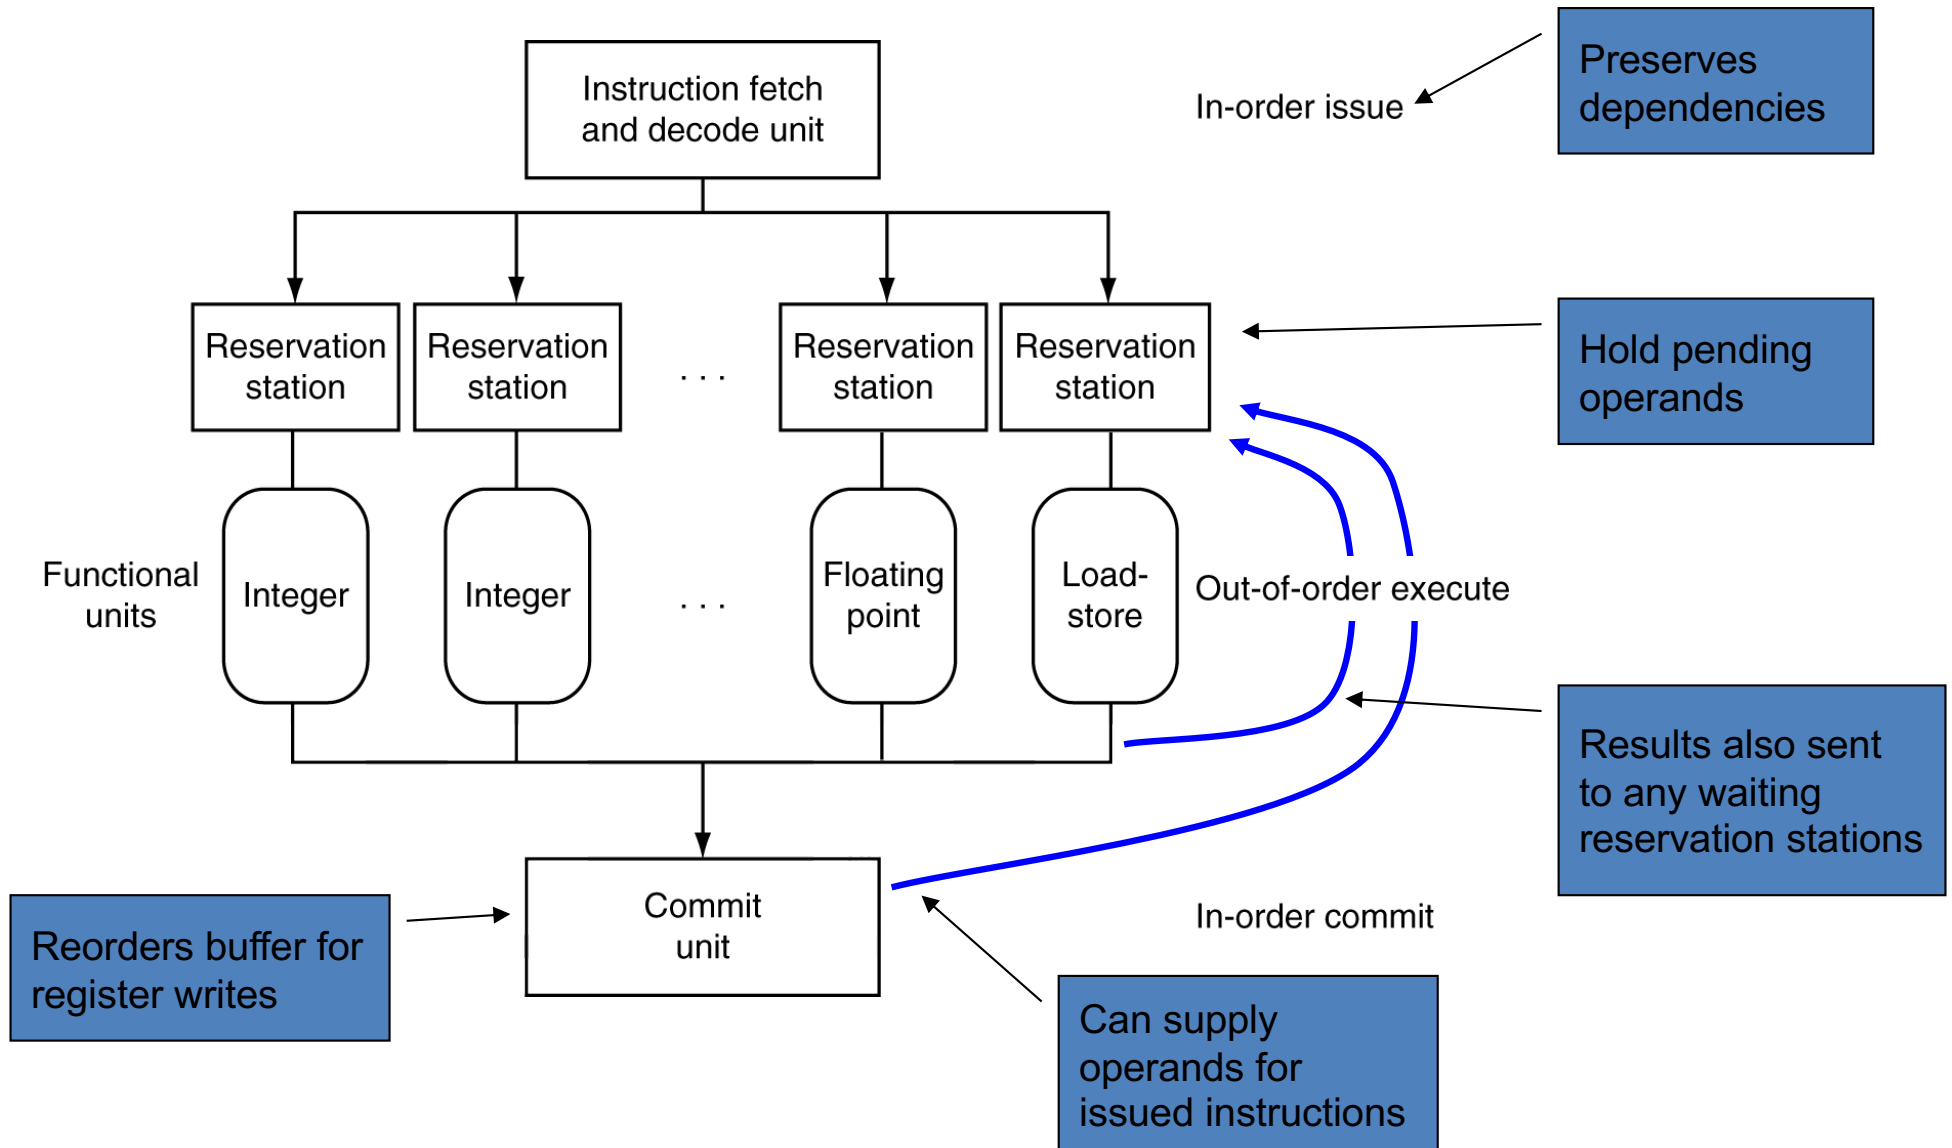 Instruction fetch
and decode unit
In-order issue
Preserves
dependencies
Reservation
station
Reservation
station
. . .
Reservation
station
Reservation
station
Hold pending
operands
Functional
units
Integer
Integer
. . .
Floating
point
Load-
store
Out-of-order execute
Results also sent
to any waiting
reservation stations
Commit
unit
In-order commit
Reorders buffer for
register writes
Can supply
operands for
issued instructions